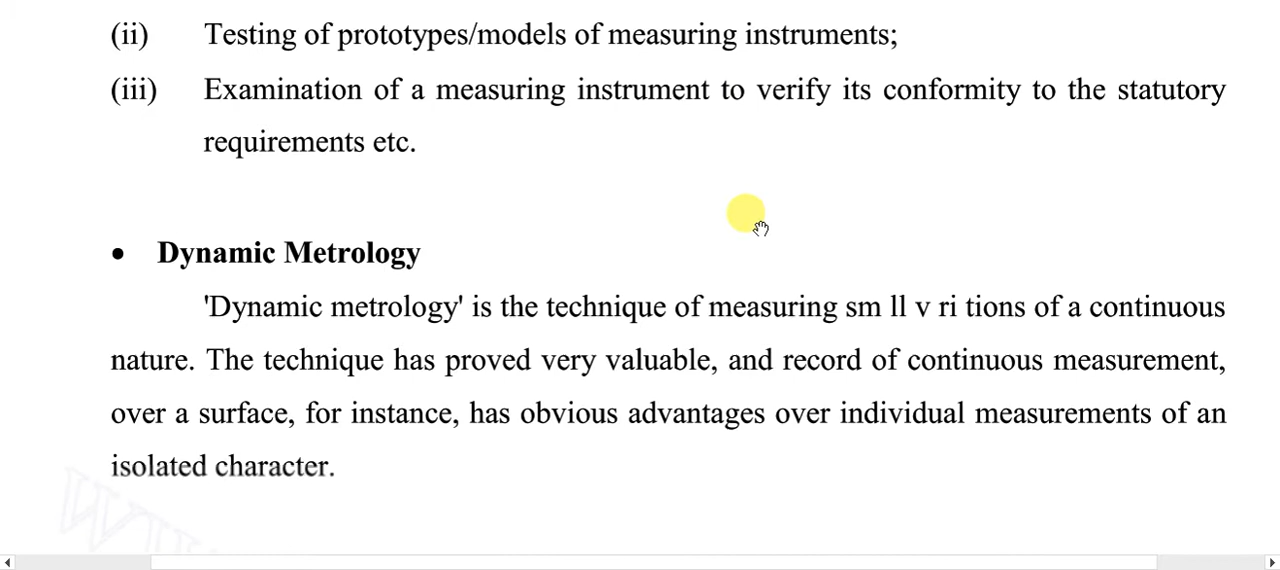 (ii) Testing of prototypes/models of measuring instruments;
(iii) Examination of a measuring instrument to verify its conformity to the statutory
requirements etc.
• Dynamic Metrology
'Dynamic metrology' is the technique of measuring sm ll v ri tions of a continuous
nature. The technique has proved very valuable, and record of continuous measurement,
over a surface, for instance, has obvious advantages over individual measurements of an
isolated character.